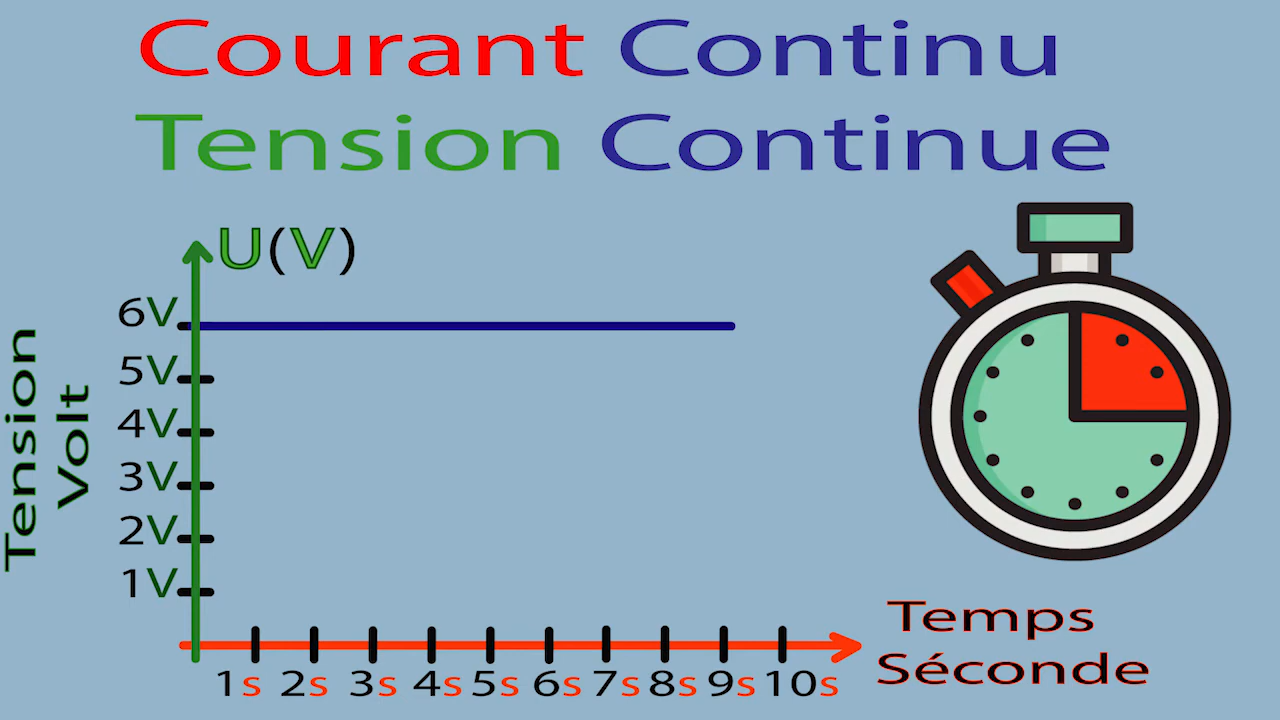 Courant Continu
Tension Continue
U(V)
6V
5V
4V
3V
2V
1V
Tension
Volt
1s 2s 3s 4s 5s 6s 7s 8s 9s 10s
Temps
Séconde